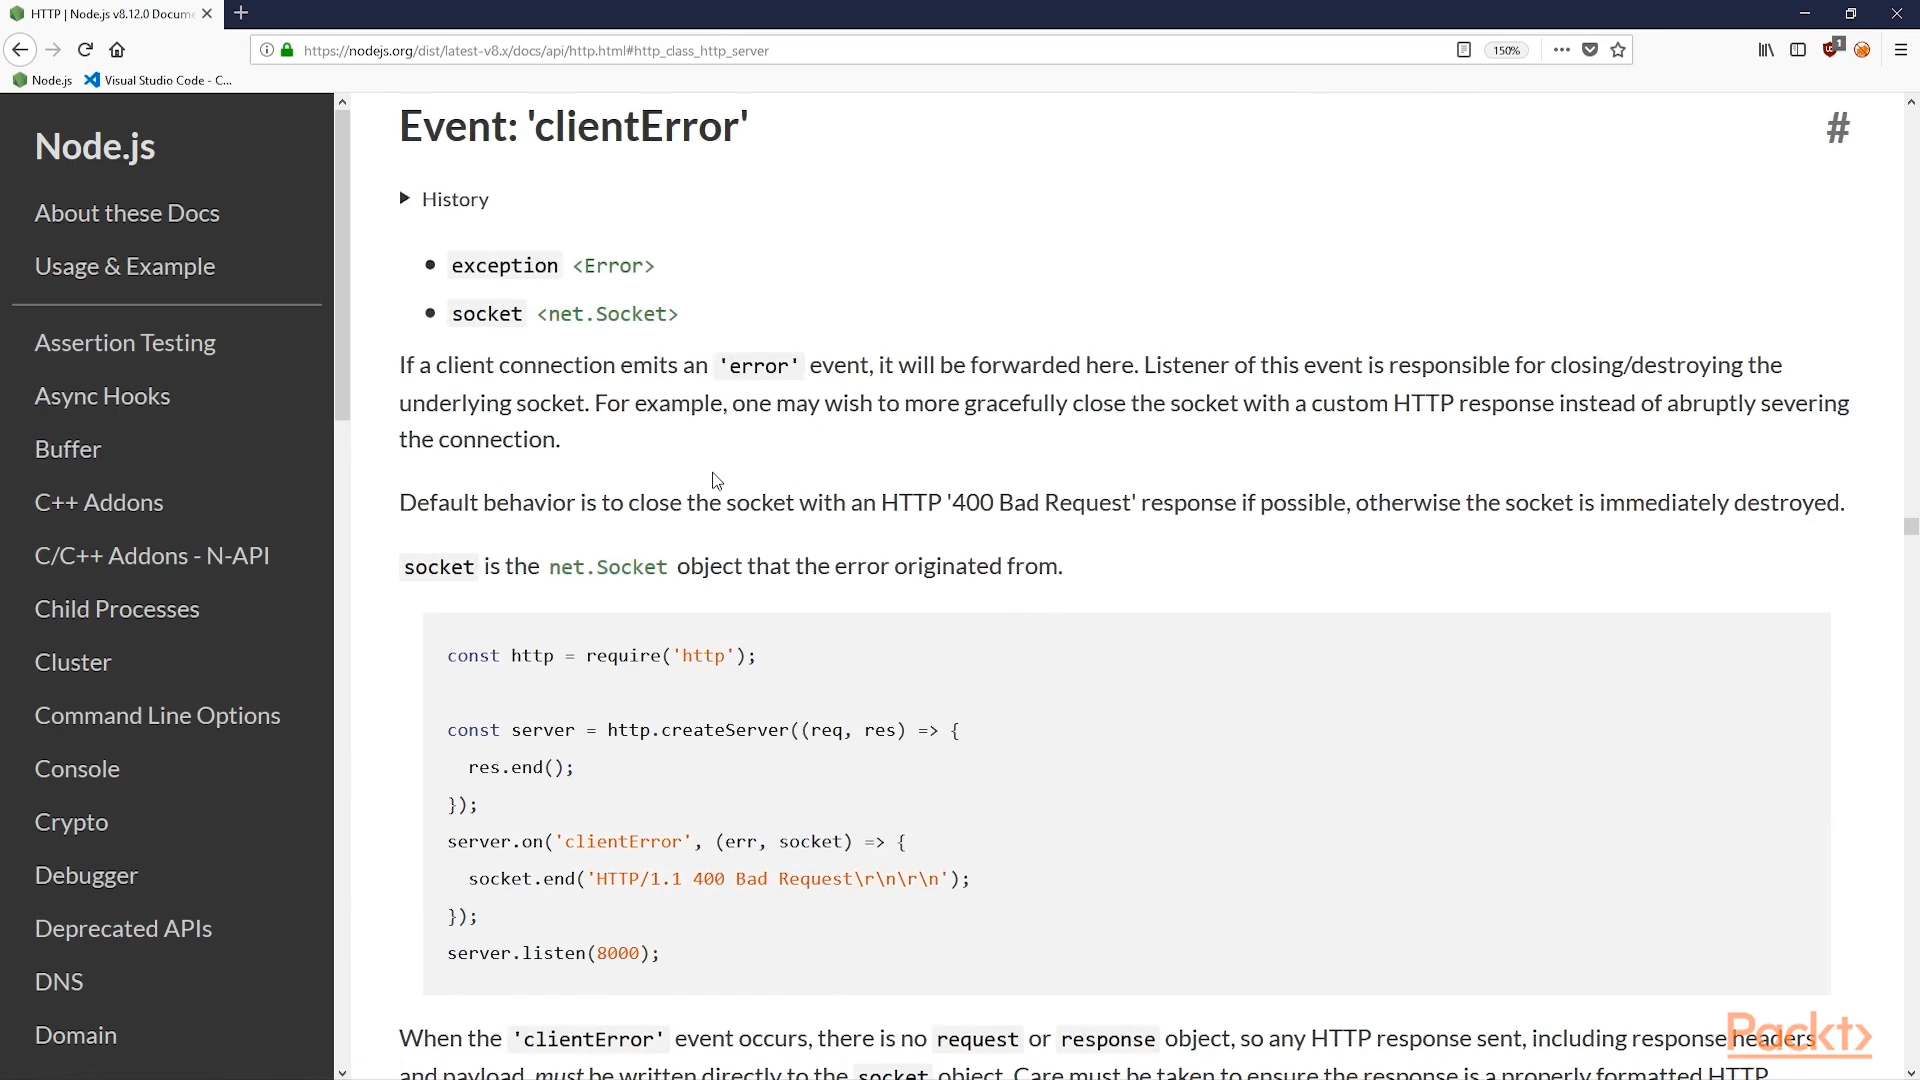 HTTP | Node.js v8.12.0 Docume
https://nodejs.org/dist/latest-v8.x/docs/api/http.html#http_class_http_server
150%
1
Node.js
Visual Studio Code - C...
Node.js
About these Docs
Usage & Example
Assertion Testing
Async Hooks
Buffer
C++ Addons
C/C++ Addons - N-API
Child Processes
Cluster
Command Line Options
Console
Crypto
Debugger
Deprecated APIs
DNS
Domain
Event: 'clientError'
#
History
exception <Error>
socket <net.Socket>
If a client connection emits an 'error' event, it will be forwarded here. Listener of this event is responsible for closing/destroying the
underlying socket. For example, one may wish to more gracefully close the socket with a custom HTTP response instead of abruptly severing
the connection.
Default behavior is to close the socket with an HTTP '400 Bad Request' response if possible, otherwise the socket is immediately destroyed.
socket is the net.Socket object that the error originated from.
const http = require('http');
const server = http.createServer((req, res) => {
res.end();
});
server.on('clientError', (err, socket) => {
socket.end('HTTP/1.1 400 Bad Request\r\n\r\n');
});
server.listen(8000);
When the 'clientError' event occurs, there is no request or response object, so any HTTP response sent, including response headers
and payload, must be written directly to the socket object. Care must be taken to ensure the response is a properly formatted HTTP
Packt>